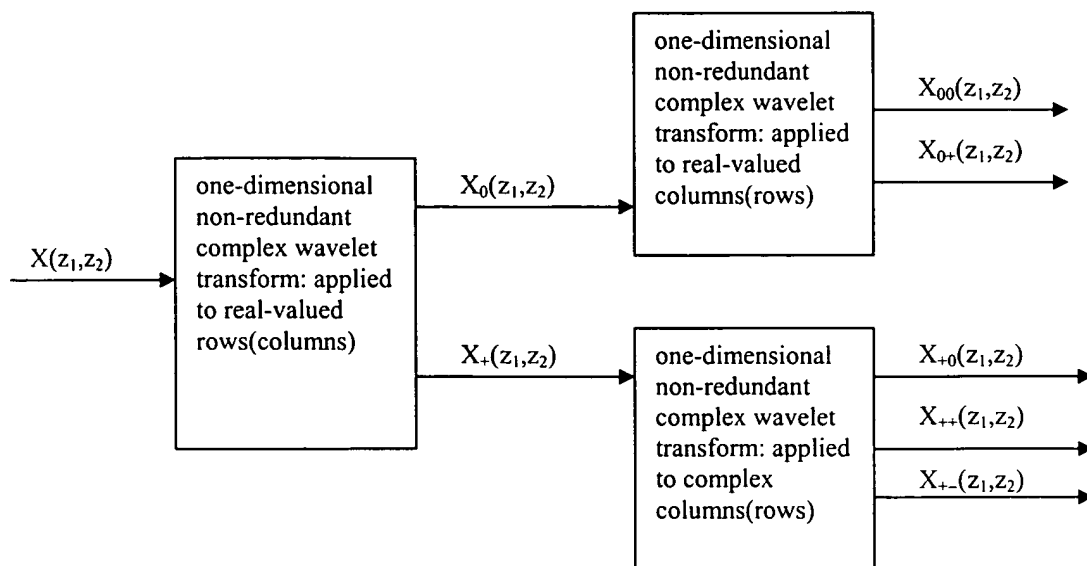 X(z₁,z₂)
one-dimensional
non-redundant
complex wavelet
transform: applied
to real-valued
rows(columns)
X₀(z₁,z₂)
X₊(z₁,z₂)
one-dimensional
non-redundant
complex wavelet
transform: applied
to real-valued
columns(rows)
X₀₀(z₁,z₂)
X₀₊(z₁,z₂)
one-dimensional
non-redundant
complex wavelet
transform: applied
to complex
columns(rows)
X₊₀(z₁,z₂)
X₊₊(z₁,z₂)
X₊₋(z₁,z₂)